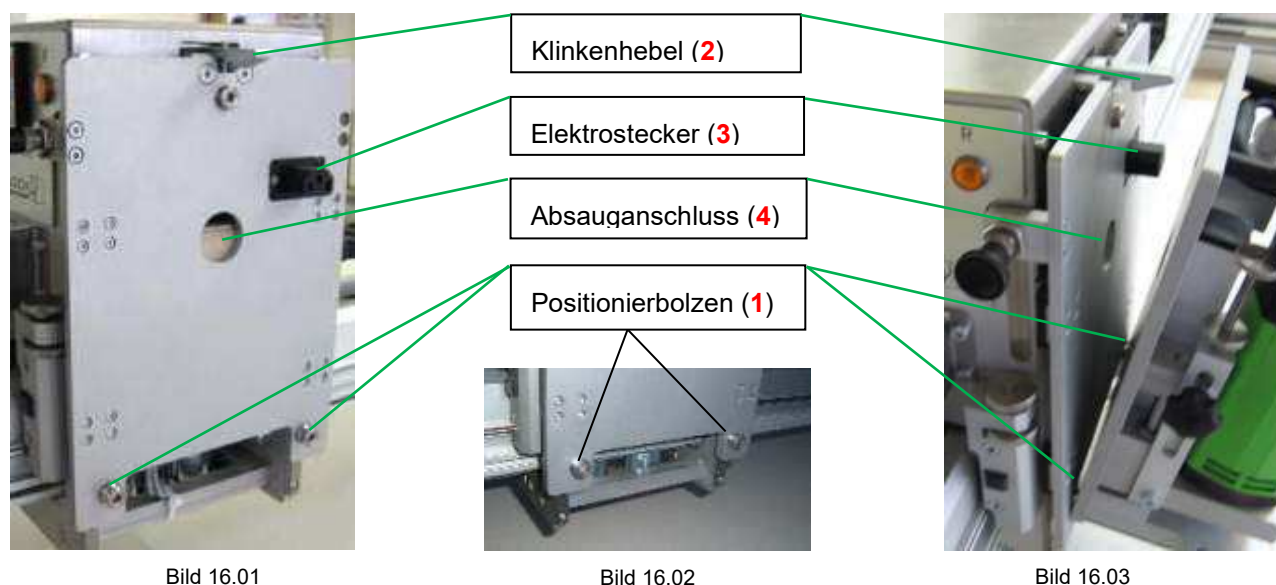 Klinkenhebel (2)
Elektrostecker (3)
Absauganschluss (4)
Positionierbolzen (1)
R
Bild 16.01
Bild 16.02
Bild 16.03